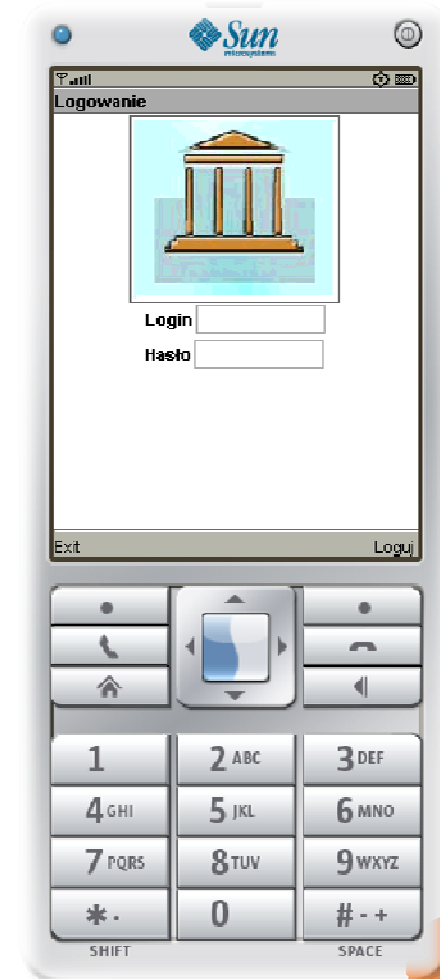 Sun
microsystems
Logowanie
Login
Hasło
Exit Loguj
1 2 ABC 3 DEF
4 GHI 5 JKL 6 MNO
7 PQRS 8 TUV 9 WXYZ
* . 0 # - +
SHIFT SPACE